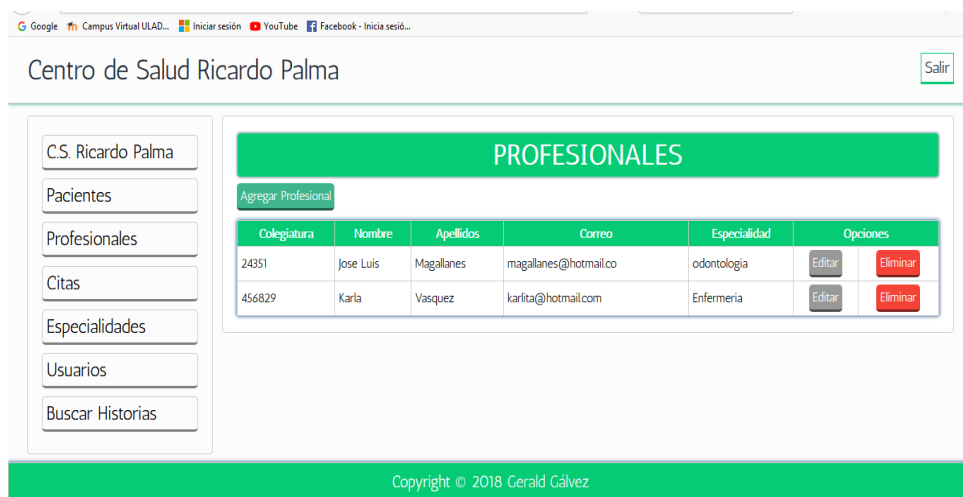 Google Campus Virtual ULAD... Iniciar sesión YouTube Facebook - Inicia sesió...
Centro de Salud Ricardo Palma
Salir
C.S. Ricardo Palma
Pacientes
Profesionales
Citas
Especialidades
Usuarios
Buscar Historias
PROFESIONALES
Agregar Profesional
Colegiatura Nombre Apellidos Correo Especialidad Opciones
24351 Jose Luis Magallanes magallanes@hotmail.co odontologia Editar Eliminar
456829 Karla Vasquez karlita@hotmail.com Enfermeria Editar Eliminar
Copyright © 2018 Gerald Gálvez